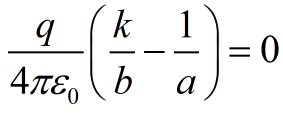 q/(4πε₀) (k/b − 1/a) = 0